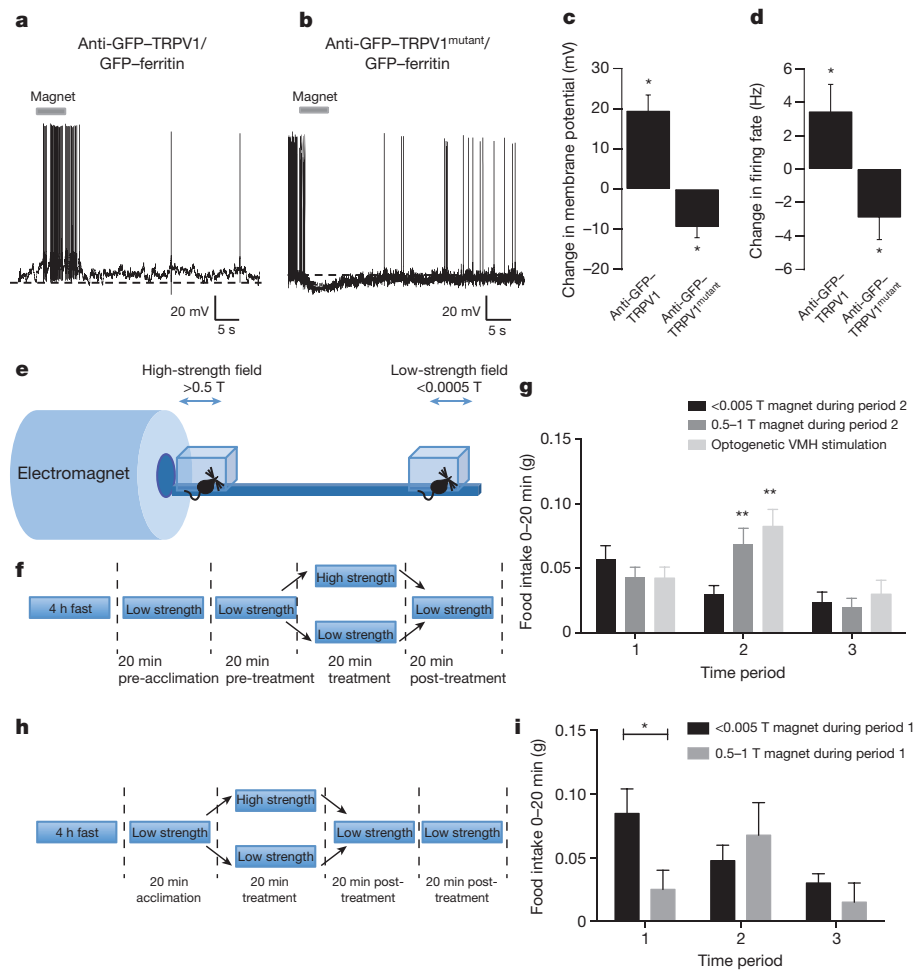 a
Anti-GFP–TRPV1/
GFP–ferritin
Magnet
20 mV
5 s
b
Anti-GFP–TRPV1mutant/
GFP–ferritin
Magnet
20 mV
5 s
c
Change in membrane potential (mV)
30
20
10
0
–10
–20
*
*
Anti-GFP–
TRPV1
Anti-GFP–
TRPV1mutant
d
Change in firing fate (Hz)
6
4
2
0
–2
–4
–6
*
*
Anti-GFP–
TRPV1
Anti-GFP–
TRPV1mutant
e
High-strength field
>0.5 T
Low-strength field
<0.0005 T
Electromagnet
f
4 h fast
Low strength
Low strength
High strength
Low strength
Low strength
20 min
pre-acclimation
20 min
pre-treatment
20 min
treatment
20 min
post-treatment
g
<0.005 T magnet during period 2
0.5–1 T magnet during period 2
Optogenetic VMH stimulation
Food intake 0–20 min (g)
0.15
0.10
0.05
0
**
**
1
2
3
Time period
h
4 h fast
Low strength
High strength
Low strength
Low strength
Low strength
20 min
acclimation
20 min
treatment
20 min post-
treatment
20 min post-
treatment
i
<0.005 T magnet during period 1
0.5–1 T magnet during period 1
Food intake 0–20 min (g)
0.15
0.10
0.05
0
*
1
2
3
Time period